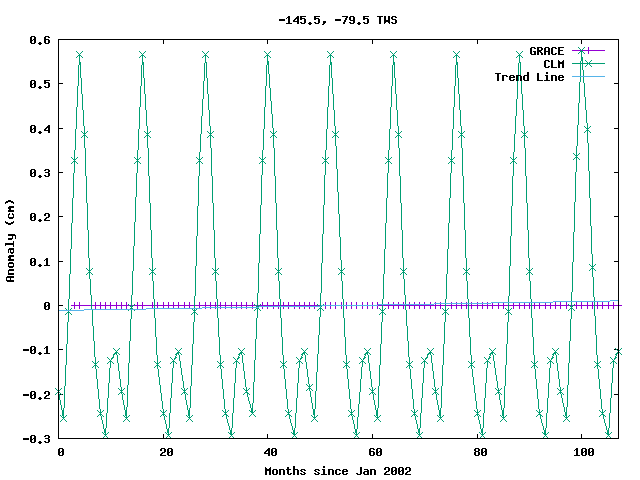 -145.5, -79.5 TWS
0.6
0.5
0.4
0.3
0.2
0.1
0
-0.1
-0.2
-0.3
Anomaly (cm)
GRACE
CLM
Trend Line
0 20 40 60 80 100
Months since Jan 2002